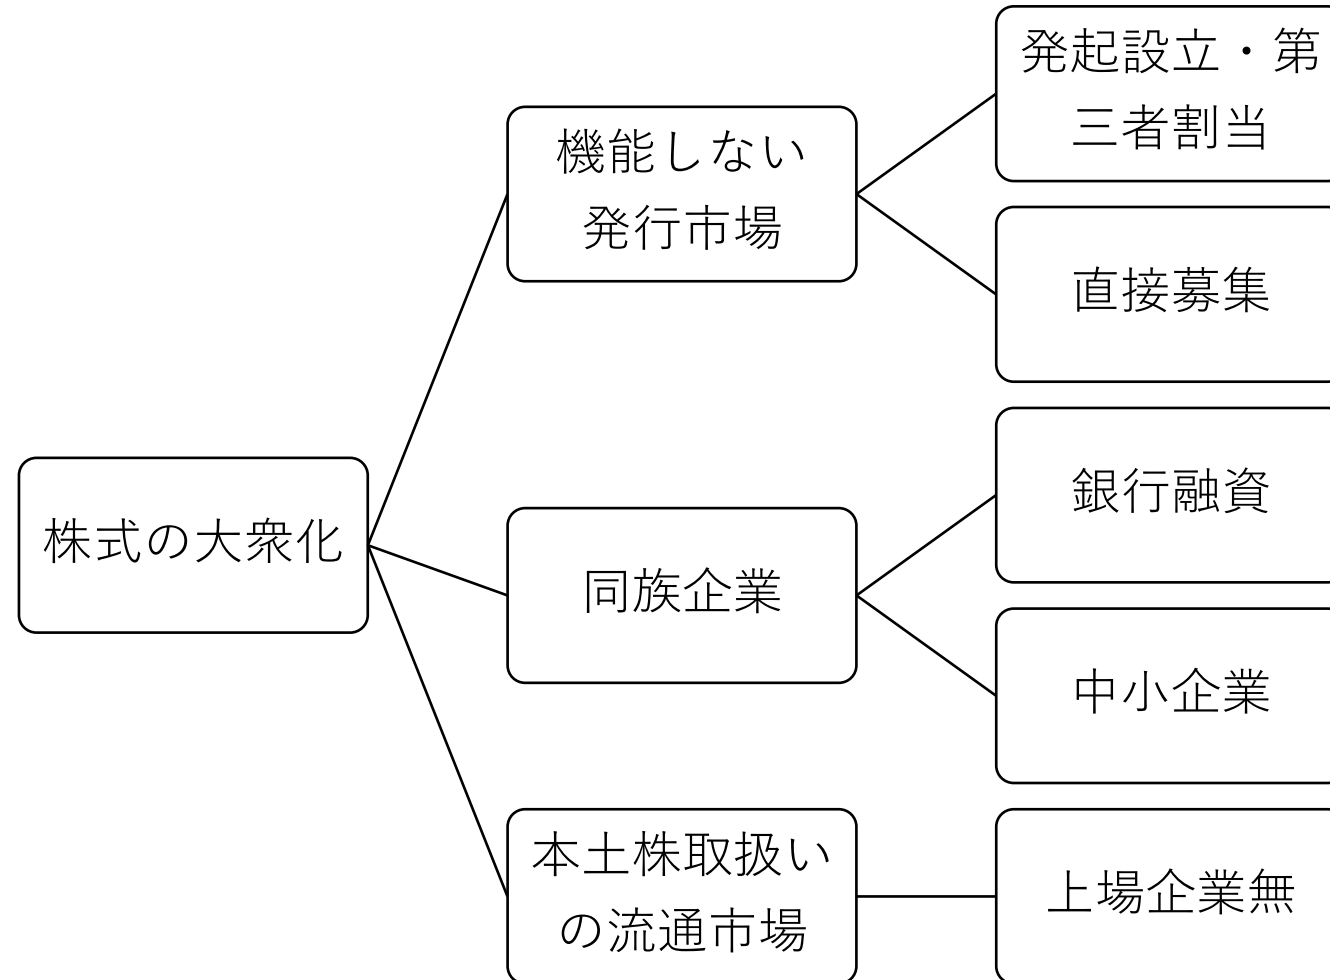 株式の大衆化
機能しない
発行市場
発起設立・第
三者割当
直接募集
同族企業
銀行融資
中小企業
本土株取扱い
の流通市場
上場企業無